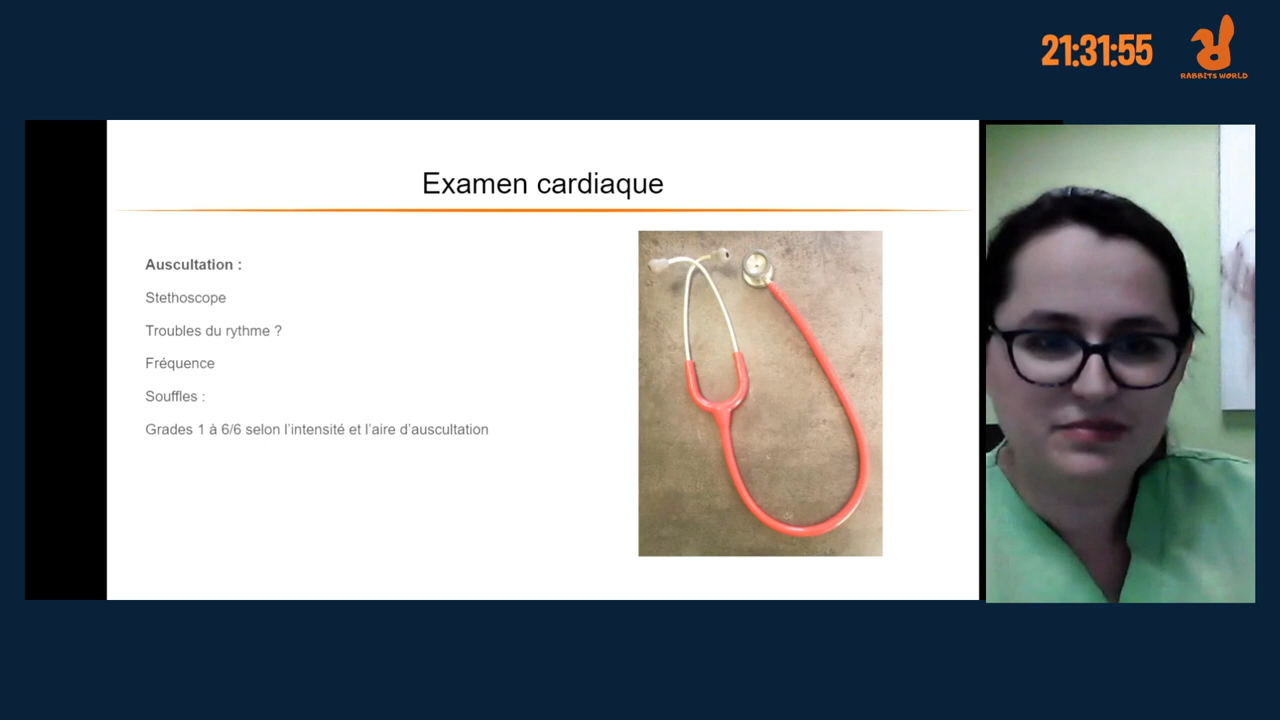 21:31:55
RABBITS WORLD
Examen cardiaque
Auscultation :
Stethoscope
Troubles du rythme ?
Fréquence
Souffles :
Grades 1 à 6/6 selon l'intensité et l'aire d'auscultation